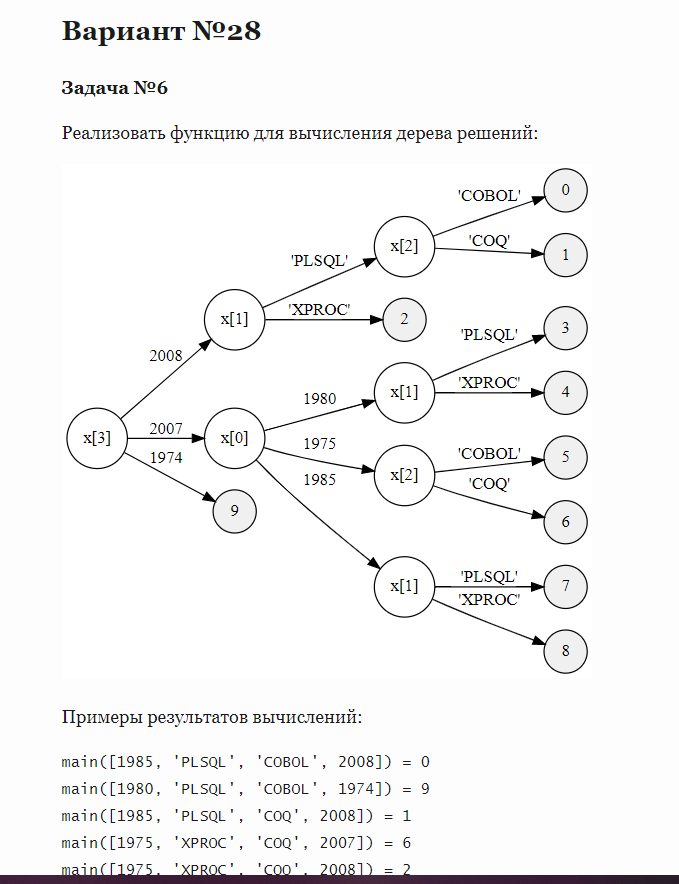 Вариант №28
Задача №6
Реализовать функцию для вычисления дерева решений:
'COBOL'
0
x[2]
'COQ'
1
'PLSQL'
x[1]
'XPROC'
2
2008
'PLSQL'
3
1980
x[1]
'XPROC'
4
x[3]
2007
x[0]
1975
1974
'COBOL'
5
x[2]
'COQ'
1985
9
6
'PLSQL'
7
x[1]
'XPROC'
8
Примеры результатов вычислений:
main([1985, 'PLSQL', 'COBOL', 2008]) = 0
main([1980, 'PLSQL', 'COBOL', 1974]) = 9
main([1985, 'PLSQL', 'COQ', 2008]) = 1
main([1975, 'XPROC', 'COQ', 2007]) = 6
main([1975, 'XPROC', 'COQ', 2008]) = 2